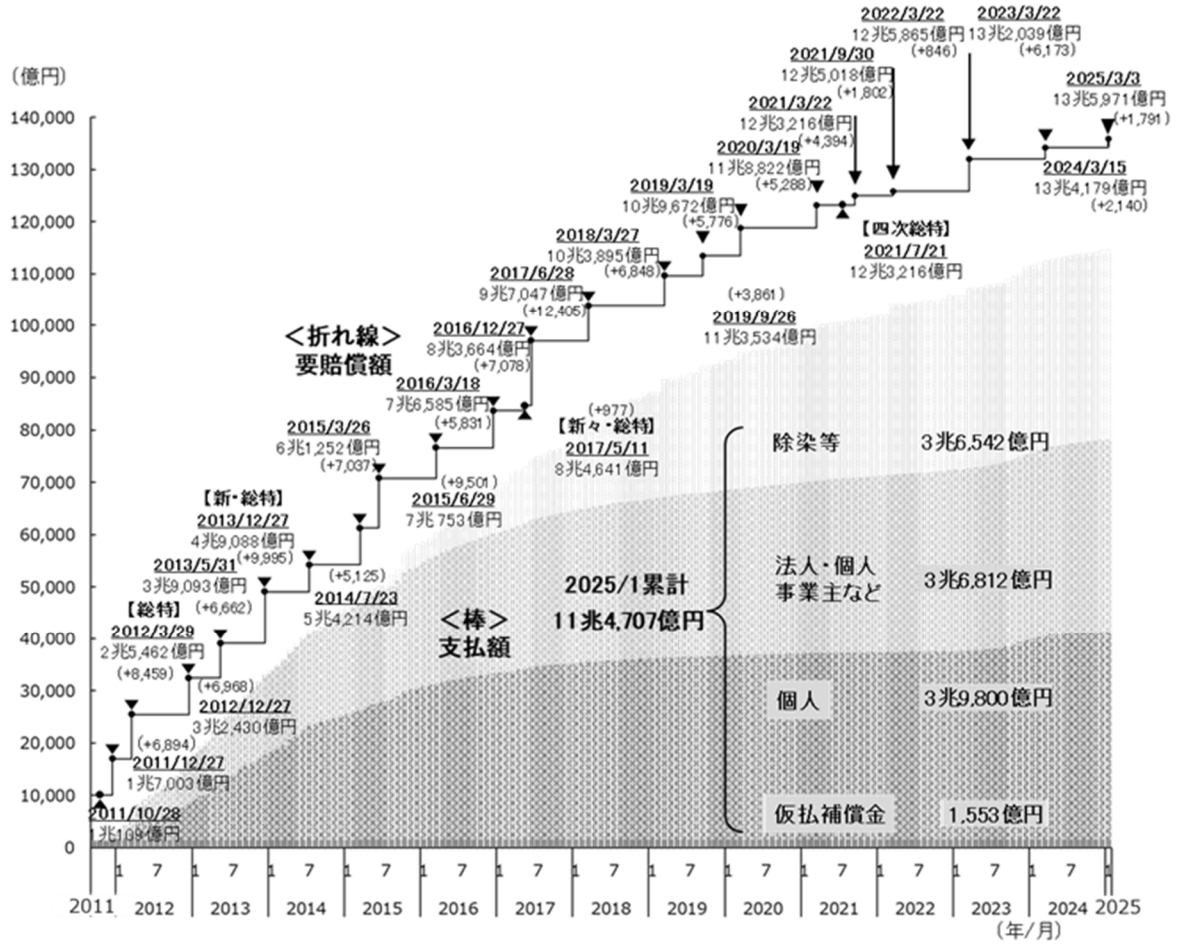 (億円)
140,000
130,000
120,000
110,000
100,000
90,000
80,000
70,000
60,000
50,000
40,000
30,000
20,000
10,000
0
2011/10/28
1兆109億円
2011/12/27
1兆7,003億円
(+6,894)
【総特】
2012/3/29
2兆5,462億円
(+8,459)
(+6,968)
2012/12/27
3兆2,430億円
2013/5/31
3兆9,093億円
(+6,662)
【新・総特】
2013/12/27
4兆9,088億円
(+9,995)
(+5,125)
2014/7/23
5兆4,214億円
2015/3/26
6兆1,252億円
(+7,037)
(+9,501)
2015/6/29
7兆753億円
2016/3/18
7兆6,585億円
(+5,831)
2016/12/27
8兆3,664億円
(+7,078)
(+977)
【新々・総特】
2017/5/11
8兆4,641億円
2017/6/28
9兆7,047億円
(+12,405)
2018/3/27
10兆3,895億円
(+6,848)
2019/3/19
10兆9,672億円
(+5,776)
(+3,861)
2019/9/26
11兆3,534億円
2020/3/19
11兆8,822億円
(+5,288)
2021/3/22
12兆3,216億円
(+4,394)
【四次総特】
2021/7/21
12兆3,216億円
2021/9/30
12兆5,018億円
(+1,802)
2022/3/22
12兆5,865億円
(+846)
2023/3/22
13兆2,039億円
(+6,173)
2024/3/15
13兆4,179億円
(+2,140)
2025/3/3
13兆5,971億円
(+1,791)
＜折れ線＞
要賠償額
＜棒＞
支払額
2025/1累計
11兆4,707億円
除染等 3兆6,542億円
法人・個人
事業主など 3兆6,812億円
個人 3兆9,800億円
仮払補償金 1,553億円
1 7 1 7 1 7 1 7 1 7 1 7 1 7 1 7 1 7 1 7 1 7 1 7 1 7 1
2011 2012 2013 2014 2015 2016 2017 2018 2019 2020 2021 2022 2023 2024 2025
(年/月)